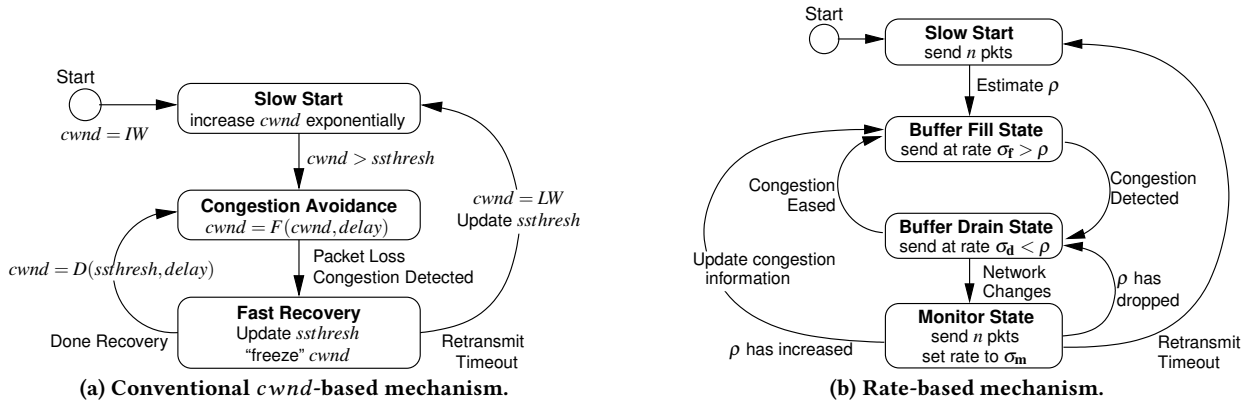 Start
cwnd = IW
Slow Start
increase cwnd exponentially
cwnd > ssthresh
cwnd = LW
Update ssthresh
Congestion Avoidance
cwnd = F(cwnd, delay)
Packet Loss
Congestion Detected
cwnd = D(ssthresh, delay)
Fast Recovery
Update ssthresh
“freeze” cwnd
Done Recovery
Retransmit
Timeout
(a) Conventional cwnd-based mechanism.
Start
Slow Start
send n pkts
Estimate ρ
Buffer Fill State
send at rate σf > ρ
Congestion
Eased
Congestion
Detected
Buffer Drain State
send at rate σd < ρ
Update congestion
information
Network
Changes
ρ has
dropped
Monitor State
send n pkts
set rate to σm
ρ has increased
Retransmit
Timeout
(b) Rate-based mechanism.